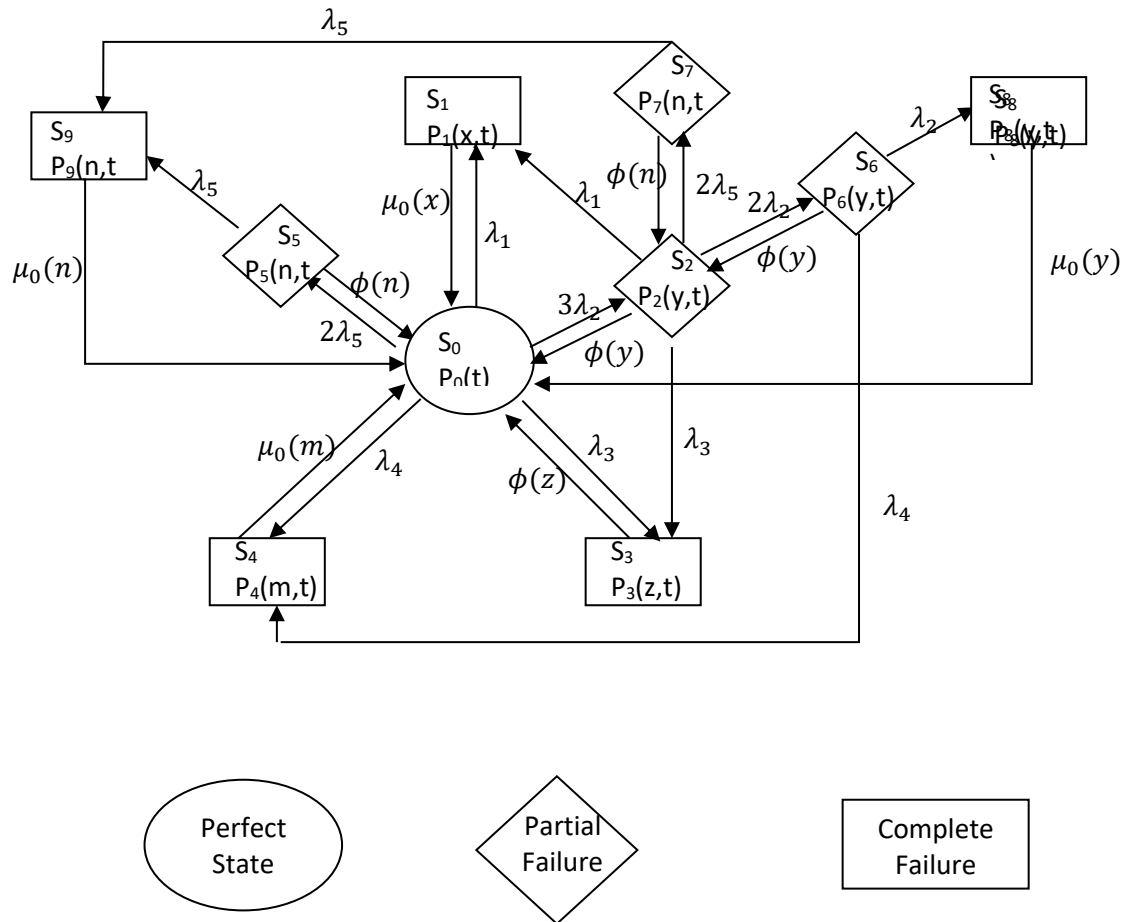 λ₅
S₇
P₇(n,t
S₁
P₁(x,t)
S₉
P₉(n,t
S₈
P₈(y,t)
λ₂
S₆
P₆(y,t)
λ₅
μ₀(x)
λ₁
λ₁
ϕ(n)
2λ₅
2λ₂
ϕ(y)
μ₀(y)
S₅
P₅(n,t
ϕ(n)
2λ₅
μ₀(n)
S₂
P₂(y,t)
3λ₂
ϕ(y)
S₀
P₀(t)
μ₀(m)
λ₄
λ₃
ϕ(z)
λ₃
λ₄
S₄
P₄(m,t)
S₃
P₃(z,t)
Perfect
State
Partial
Failure
Complete
Failure